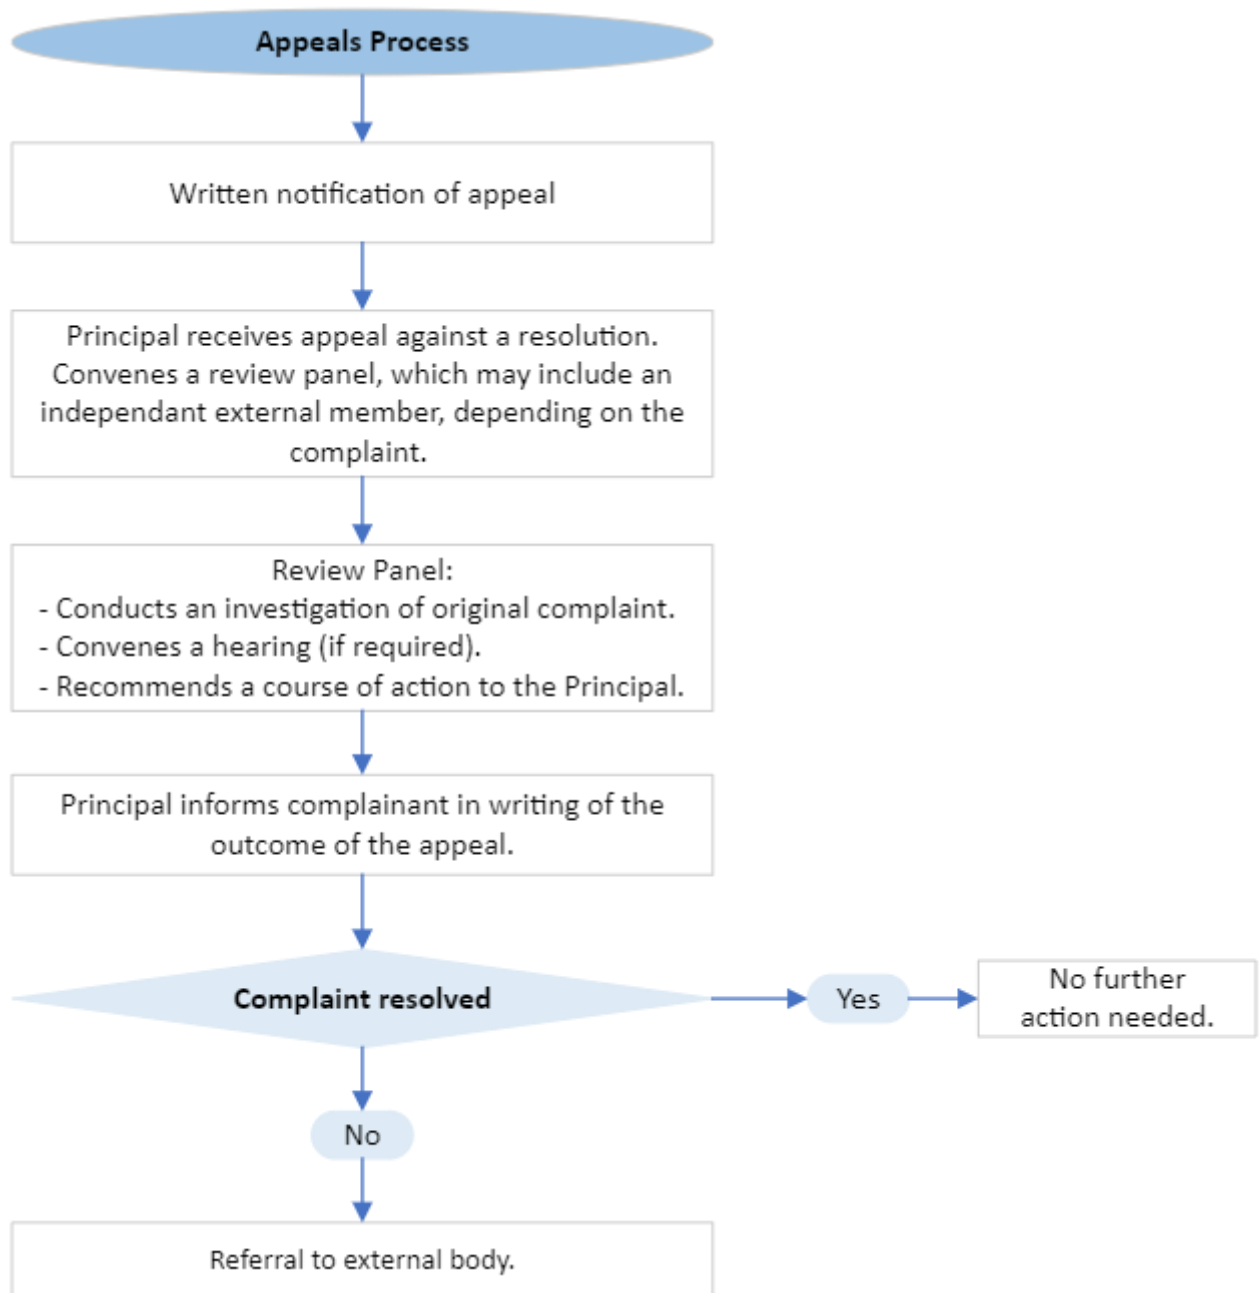 Appeals Process
Written notification of appeal
Principal receives appeal against a resolution.
Convenes a review panel, which may include an
independant external member, depending on the
complaint.
Review Panel:
- Conducts an investigation of original complaint.
- Convenes a hearing (if required).
- Recommends a course of action to the Principal.
Principal informs complainant in writing of the
outcome of the appeal.
Complaint resolved
Yes
No further
action needed.
No
Referral to external body.